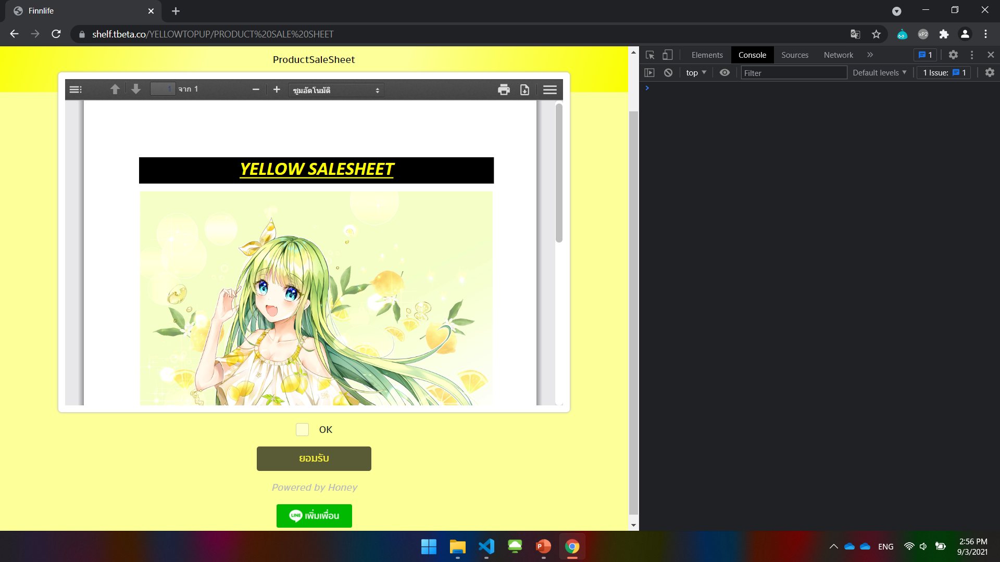 Finnlife
shelf.tbeta.co/YELLOWTOPUP/PRODUCT%20SALE%20SHEET
xP2
ProductSaleSheet
1 จาก 1
ซูมอัตโนมัติ
YELLOW SALESHEET
OK
ยอมรับ
Powered by Honey
LINE เพิ่มเพื่อน
Elements Console Sources Network 1
top Filter Default levels 1 Issue: 1
ENG
2:56 PM
9/3/2021